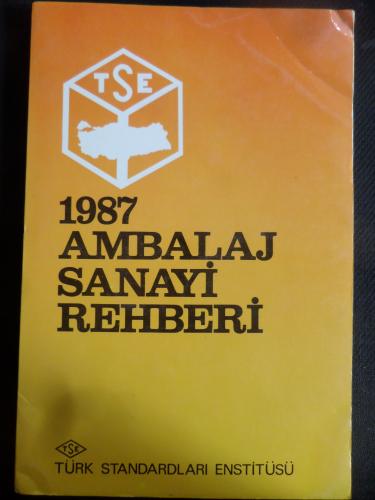 TSE
1987
AMBALAJ
SANAYİ
REHBERİ
TSE
TÜRK STANDARDLARI ENSTİTÜSÜ